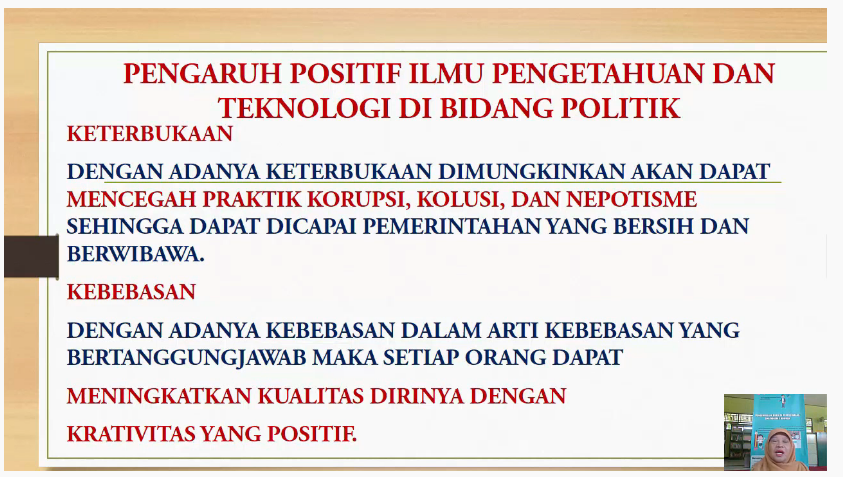 PENGARUH POSITIF ILMU PENGETAHUAN DAN
TEKNOLOGI DI BIDANG POLITIK
KETERBUKAAN
DENGAN ADANYA KETERBUKAAN DIMUNGKINKAN AKAN DAPAT
MENCEGAH PRAKTIK KORUPSI, KOLUSI, DAN NEPOTISME
SEHINGGA DAPAT DICAPAI PEMERINTAHAN YANG BERSIH DAN
BERWIBAWA.
KEBEBASAN
DENGAN ADANYA KEBEBASAN DALAM ARTI KEBEBASAN YANG
BERTANGGUNGJAWAB MAKA SETIAP ORANG DAPAT
MENINGKATKAN KUALITAS DIRINYA DENGAN
KRATIVITAS YANG POSITIF.